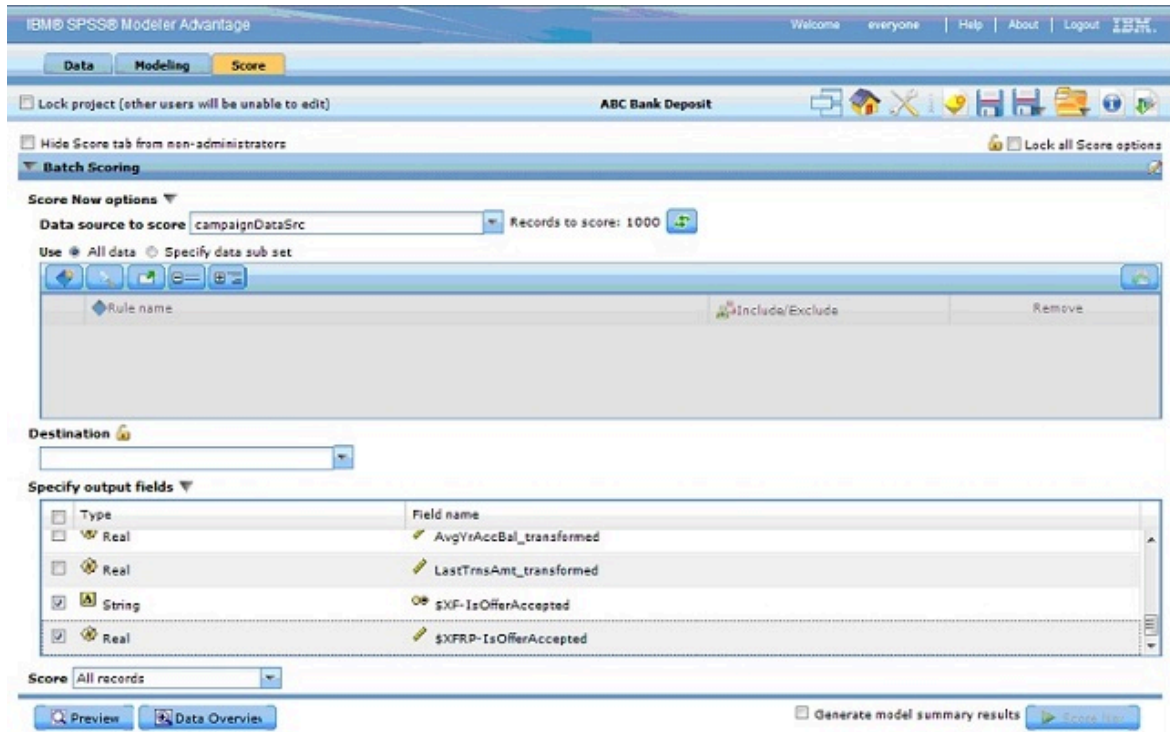 IBM® SPSS® Modeler Advantage
Welcome everyone | Help | About | Logout IBM.
Data Modeling Score
Lock project (other users will be unable to edit) ABC Bank Deposit
Hide Score tab from non-administrators Lock all Score options
Batch Scoring
Score Now options
Data source to score campaignDataSrc Records to score: 1000
Use All data Specify data sub set
Rule name Include/Exclude Remove
Destination
Specify output fields
Type Field name
Real AvgYrAccBal_transformed
Real LastTrnsAmt_transformed
String $XF-IsOfferAccepted
Real $XFRP-IsOfferAccepted
Score All records
Preview Data Overview Generate model summary results Score Now